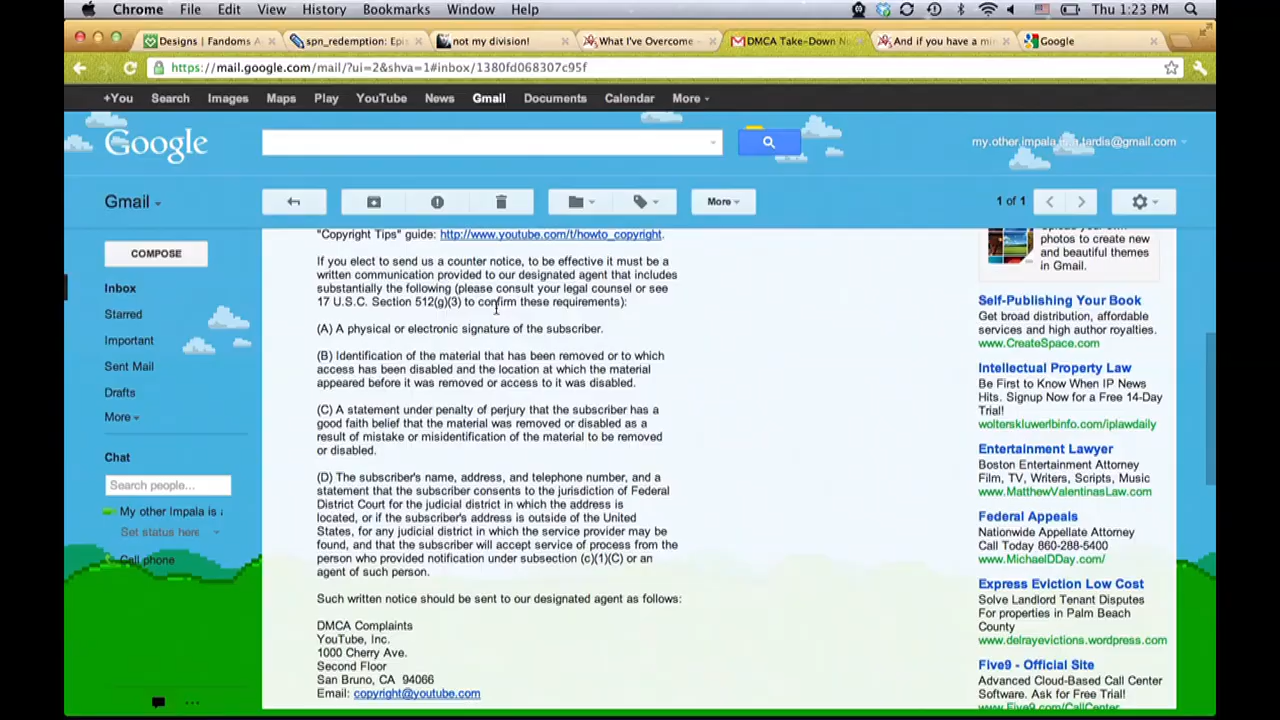 Chrome File Edit View History Bookmarks Window Help Thu 1:23 PM
Designs | Fandoms A spn_redemption: Epi not my division! What I've Overcome DMCA Take-Down No And if you have a min Google
https://mail.google.com/mail/?ui=2&shva=1#inbox/1380fd068307c95f
+You Search Images Maps Play YouTube News Gmail Documents Calendar More
Google
my.other.impala tardis@gmail.com
Gmail
More
1 of 1
COMPOSE
Inbox
Starred
Important
Sent Mail
Drafts
More
Chat
Search people...
My other Impala is a
Set status here
Cell phone
"Copyright Tips" guide: http://www.youtube.com/t/howto_copyright.
If you elect to send us a counter notice, to be effective it must be a
written communication provided to our designated agent that includes
substantially the following (please consult your legal counsel or see
17 U.S.C. Section 512(g)(3) to confirm these requirements):
(A) A physical or electronic signature of the subscriber.
(B) Identification of the material that has been removed or to which
access has been disabled and the location at which the material
appeared before it was removed or access to it was disabled.
(C) A statement under penalty of perjury that the subscriber has a
good faith belief that the material was removed or disabled as a
result of mistake or misidentification of the material to be removed
or disabled.
(D) The subscriber's name, address, and telephone number, and a
statement that the subscriber consents to the jurisdiction of Federal
District Court for the judicial district in which the address is
located, or if the subscriber's address is outside of the United
States, for any judicial district in which the service provider may be
found, and that the subscriber will accept service of process from the
person who provided notification under subsection (c)(1)(C) or an
agent of such person.
Such written notice should be sent to our designated agent as follows:
DMCA Complaints
YouTube, Inc.
1000 Cherry Ave.
Second Floor
San Bruno, CA 94066
Email: copyright@youtube.com
photos to create new
and beautiful themes
in Gmail.
Self-Publishing Your Book
Get broad distribution, affordable
services and high author royalties.
www.CreateSpace.com
Intellectual Property Law
Be First to Know When IP News
Hits. Signup Now for a Free 14-Day
Trial!
wolterskluwerlbinfo.com/iplawdaily
Entertainment Lawyer
Boston Entertainment Attorney
Film, TV, Writers, Scripts, Music
www.MatthewValentinasLaw.com
Federal Appeals
Nationwide Appellate Attorney
Call Today 860-288-5400
www.MichaelDDay.com/
Express Eviction Low Cost
Solve Landlord Tenant Disputes
For properties in Palm Beach
County
www.delrayevictions.wordpress.com
Five9 - Official Site
Advanced Cloud-Based Call Center
Software. Ask for Free Trial!
www.Five9.com/CallCenter